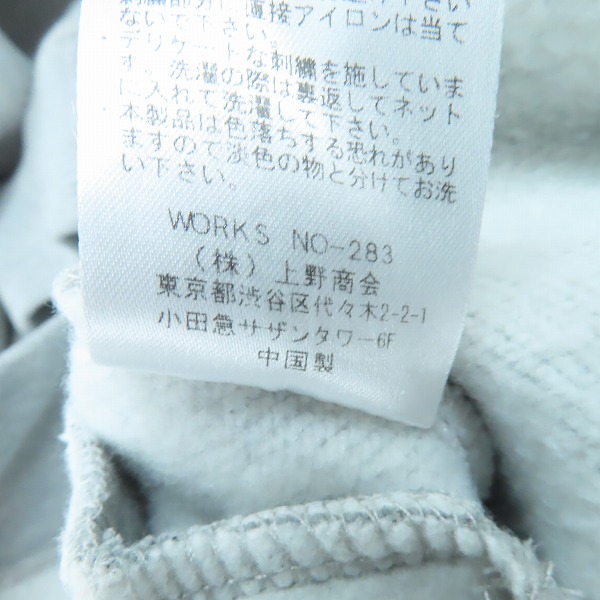 刺繍部分に直接アイロンは当て
ないで下さい。
・デリケートな刺繍を施していま
す。洗濯の際は裏返してネット
に入れて洗濯して下さい。
・本製品は色落ちする恐れがあり
ますので淡色の物と分けてお洗
い下さい。
WORKS NO-283
(株) 上野商会
東京都渋谷区代々木2-2-1
小田急サザンタワー6F
中国製